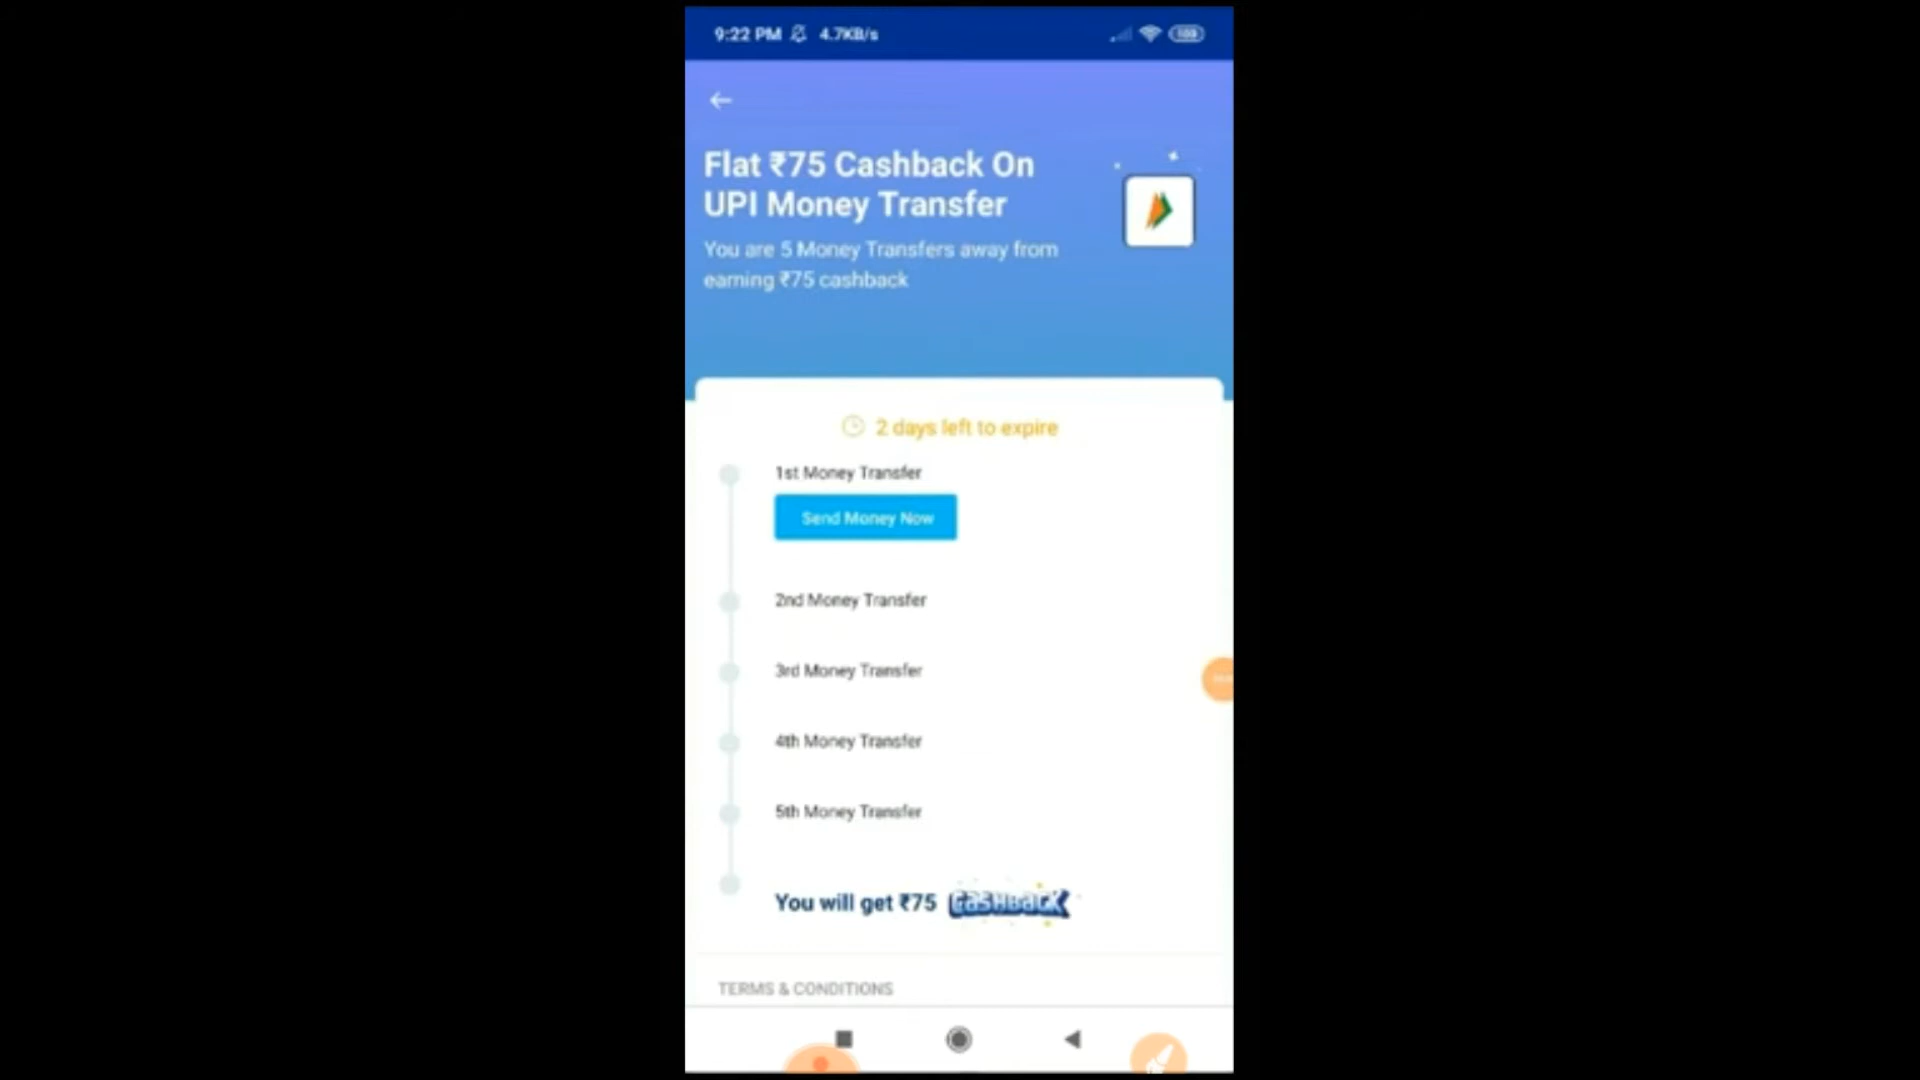 9:22 PM 4.7KB/s
Flat ₹75 Cashback On
UPI Money Transfer
You are 5 Money Transfers away from
earning ₹75 cashback
2 days left to expire
1st Money Transfer
Send Money Now
2nd Money Transfer
3rd Money Transfer
4th Money Transfer
5th Money Transfer
You will get ₹75 CASHBACK
TERMS & CONDITIONS